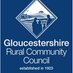 Gloucestershire
Rural Community
Council
established in 1923